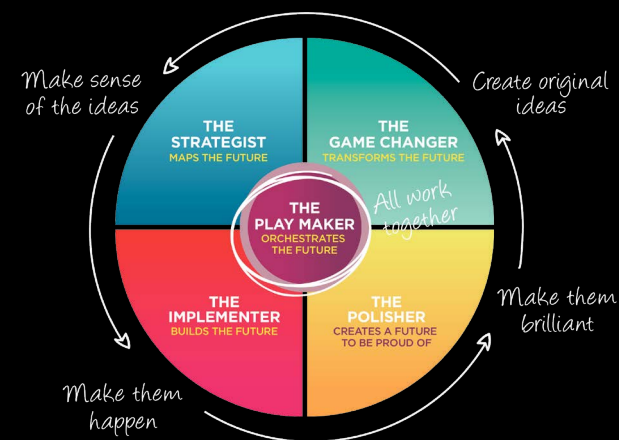 Make sense
of the ideas
Create original
ideas
THE
STRATEGIST
MAPS THE FUTURE
THE
GAME CHANGER
TRANSFORMS THE FUTURE
THE
PLAY MAKER
ORCHESTRATES
THE FUTURE
All work
together
THE
IMPLEMENTER
BUILDS THE FUTURE
THE
POLISHER
CREATES A FUTURE
TO BE PROUD OF
Make them
brilliant
Make them
happen